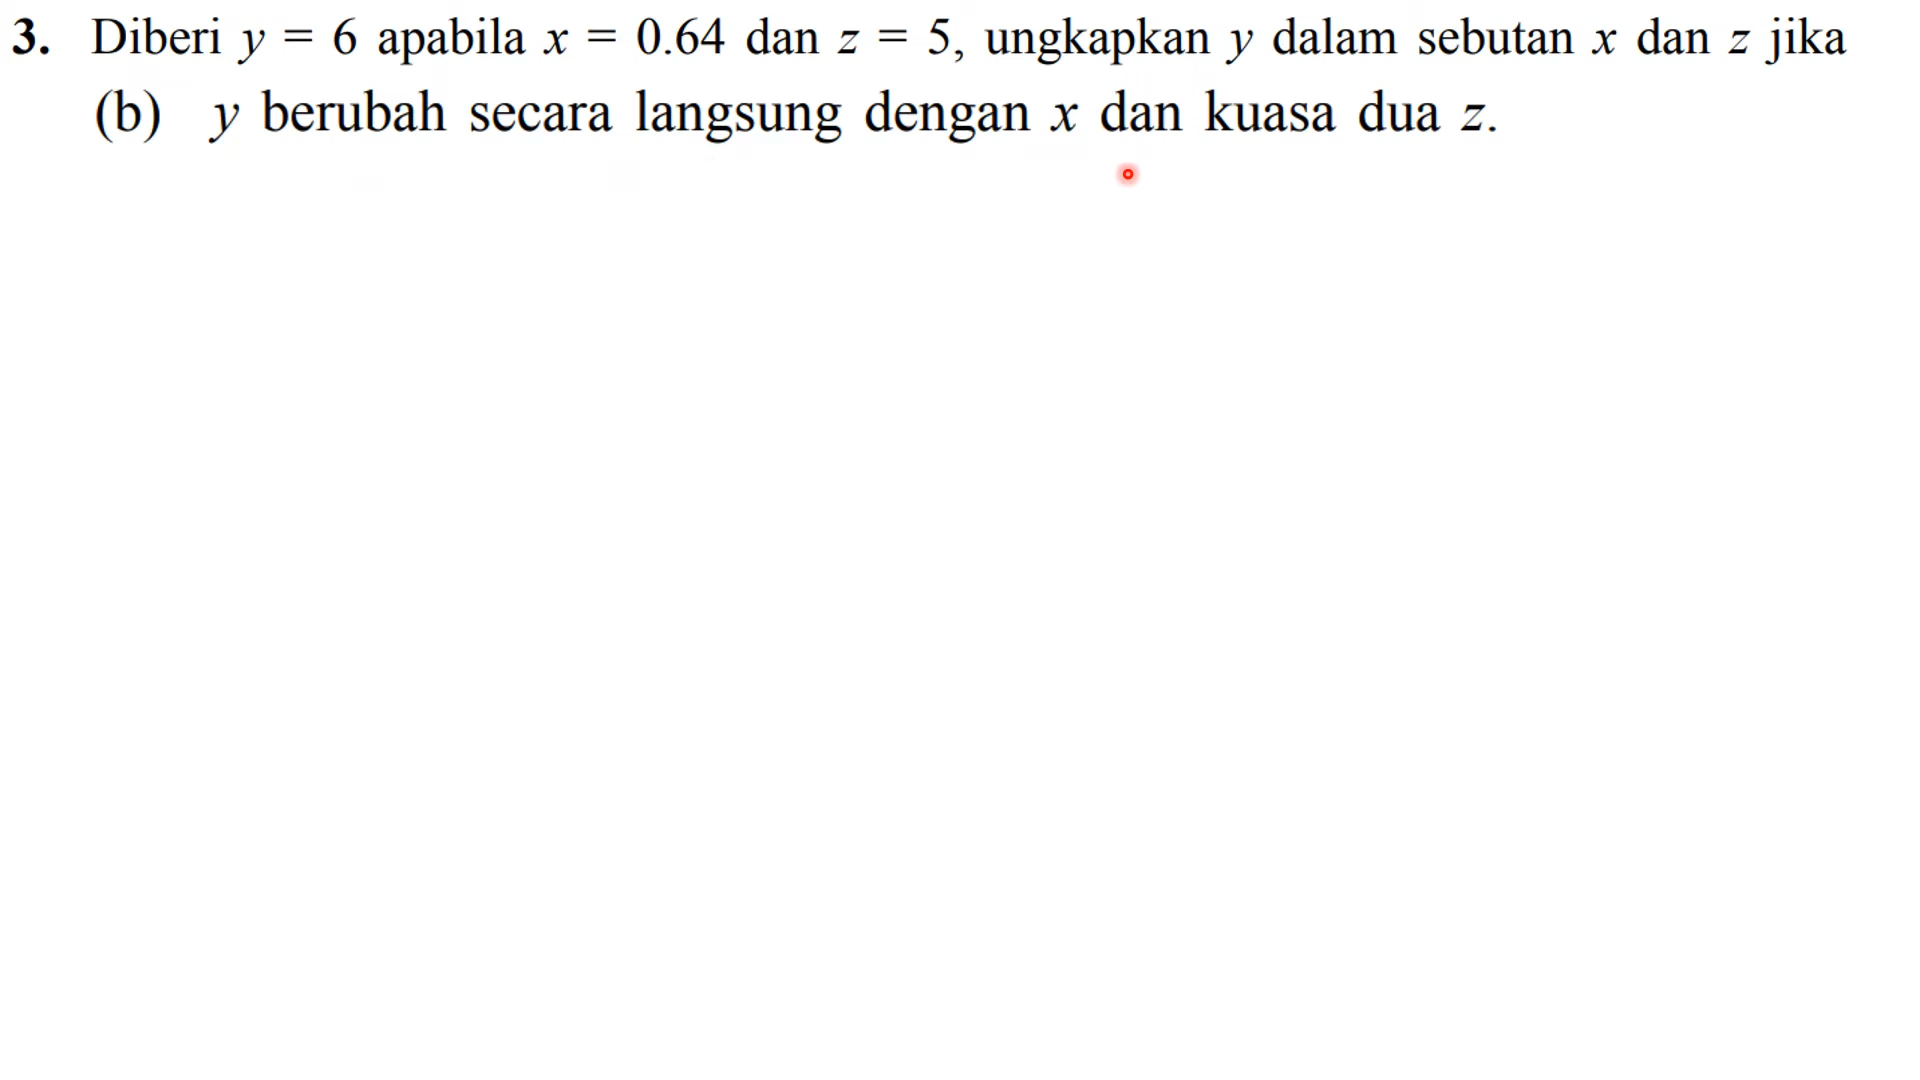 3. Diberi y = 6 apabila x = 0.64 dan z = 5, ungkapkan y dalam sebutan x dan z jika
(b) y berubah secara langsung dengan x dan kuasa dua z.